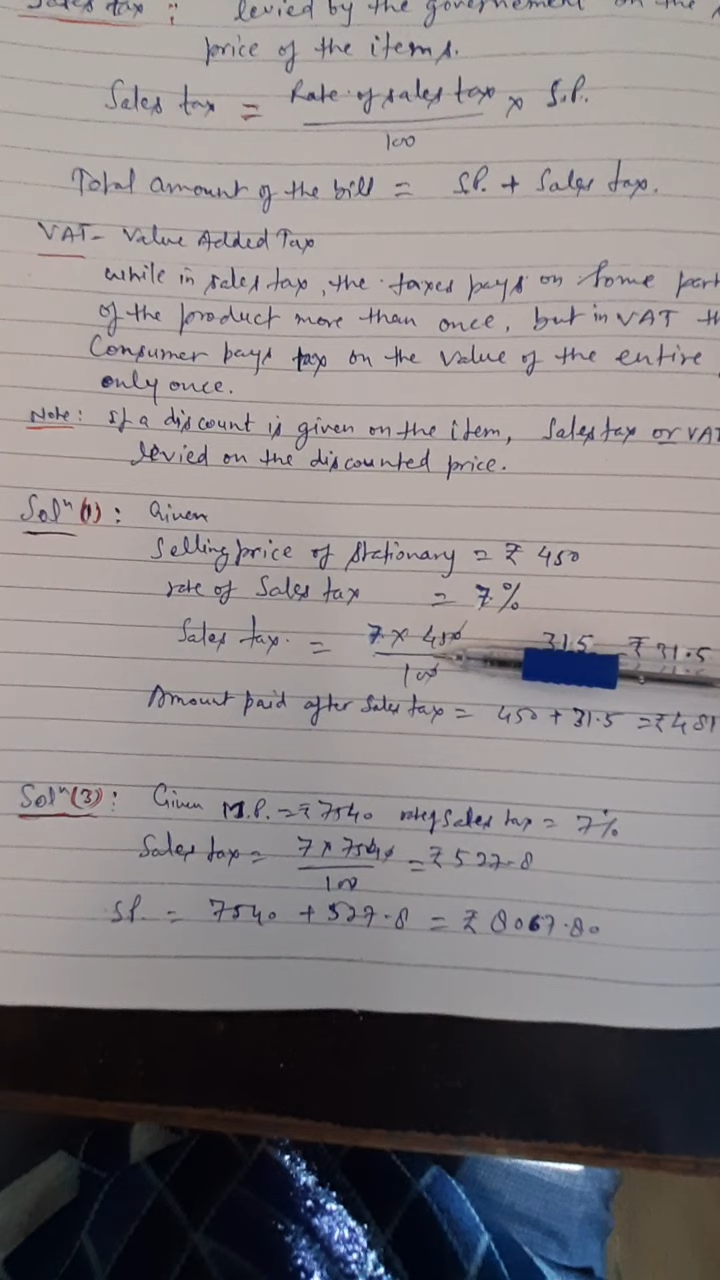 Sales tax : levied by the governement on the
price of the items.
Sales tax = Rate of sales tax × S.P.
100
Total amount of the bill = S.P. + Sales tax.
VAT - Value Added Tax
while in sales tax, the taxes pays on some part
of the product more than once, but in VAT th
Consumer pays tax on the value of the entire
only once.
Note: If a discount is given on the item, Sales tax or VAT
levied on the discounted price.
Solⁿ (1) : Given
Selling price of Stationary = ₹ 450
rate of Sales tax = 7%
Sales tax = 7 × 450 31.5 ₹ 31.5
100
Amount paid after Sales tax = 450 + 31.5 = ₹ 481
Solⁿ (3) : Given M.P. = ₹ 7540 rate of Sales tax = 7%
Sales tax = 7 × 7540 = ₹ 527.8
100
S.P. = 7540 + 527.8 = ₹ 8067.80